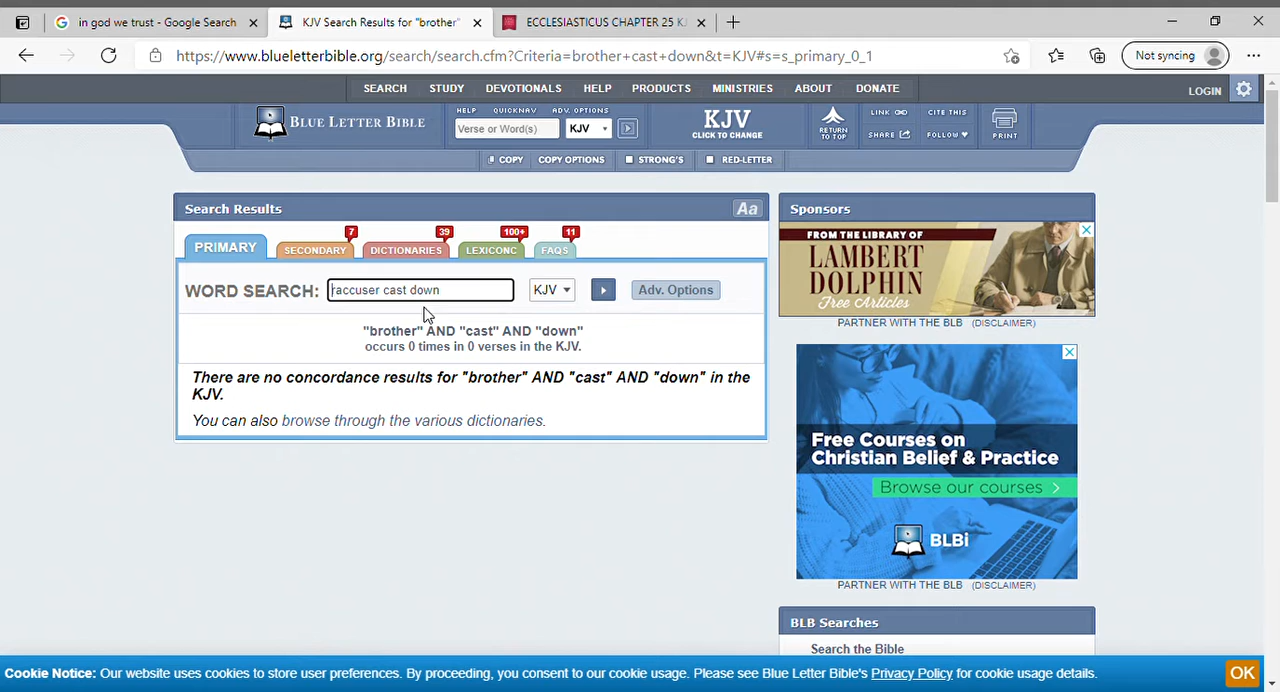 in god we trust - Google Search
KJV Search Results for "brother"
ECCLESIASTICUS CHAPTER 25 KJ
https://www.blueletterbible.org/search/search.cfm?Criteria=brother+cast+down&t=KJV#s=s_primary_0_1
Not syncing
SEARCH STUDY DEVOTIONALS HELP PRODUCTS MINISTRIES ABOUT DONATE LOGIN
BLUE LETTER BIBLE
HELP QUICKNAV ADV. OPTIONS
Verse or Word(s) KJV
KJV
CLICK TO CHANGE
RETURN
TO TOP
LINK CITE THIS
SHARE FOLLOW
PRINT
COPY COPY OPTIONS STRONG'S RED-LETTER
Search Results Aa
PRIMARY
SECONDARY 7
DICTIONARIES 39
LEXICONC 100+
FAQS 11
WORD SEARCH: raccuser cast down KJV Adv. Options
"brother" AND "cast" AND "down"
occurs 0 times in 0 verses in the KJV.
There are no concordance results for "brother" AND "cast" AND "down" in the
KJV.
You can also browse through the various dictionaries.
Sponsors
FROM THE LIBRARY OF
LAMBERT
DOLPHIN
Free Articles
PARTNER WITH THE BLB (DISCLAIMER)
Free Courses on
Christian Belief & Practice
Browse our courses >
BLBi
PARTNER WITH THE BLB (DISCLAIMER)
BLB Searches
Search the Bible
Cookie Notice: Our website uses cookies to store user preferences. By proceeding, you consent to our cookie usage. Please see Blue Letter Bible's Privacy Policy for cookie usage details. OK